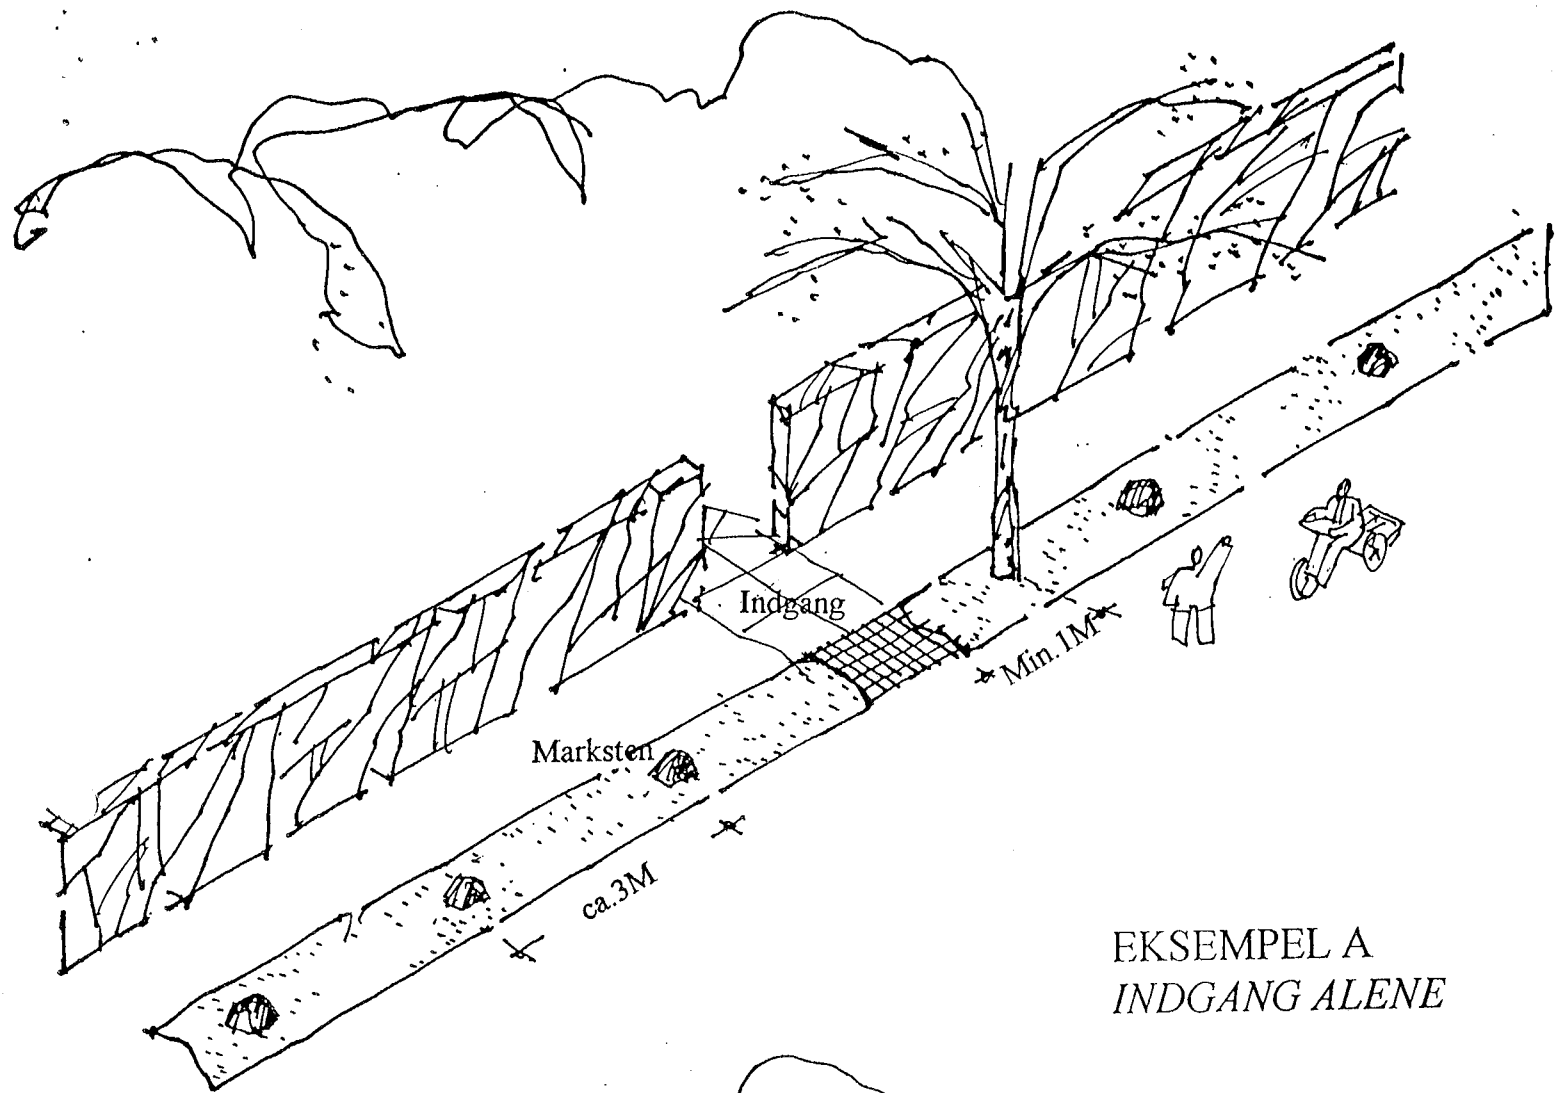 Indgang
Min. 1M
Marksten
ca.3M
EKSEMPEL A
INDGANG ALENE